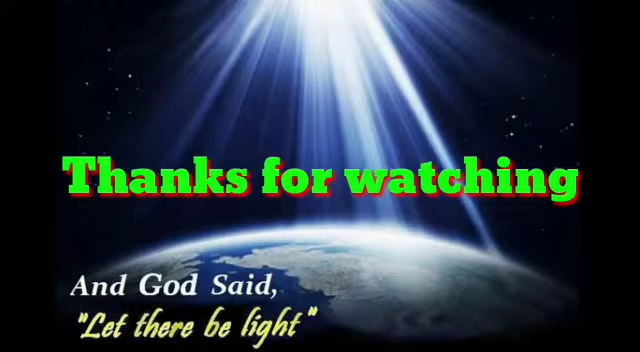 Thanks for watching
And God Said,
"Let there be light"